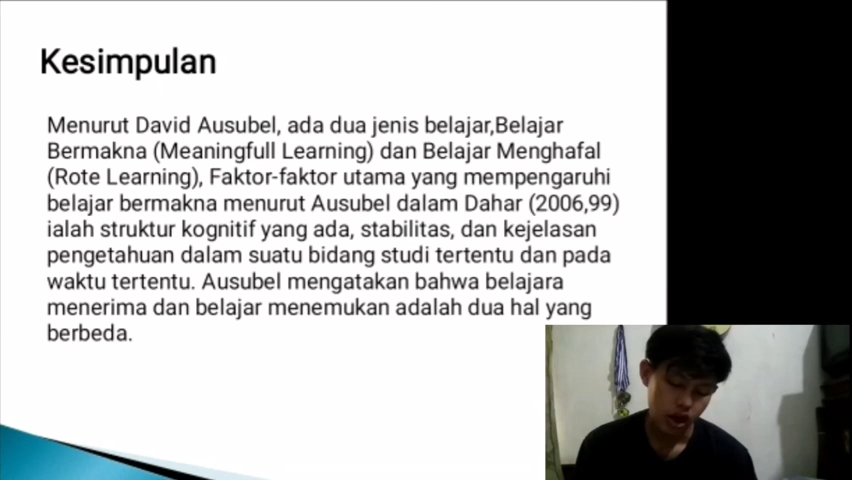 Kesimpulan
Menurut David Ausubel, ada dua jenis belajar,Belajar
Bermakna (Meaningfull Learning) dan Belajar Menghafal
(Rote Learning), Faktor-faktor utama yang mempengaruhi
belajar bermakna menurut Ausubel dalam Dahar (2006,99)
ialah struktur kognitif yang ada, stabilitas, dan kejelasan
pengetahuan dalam suatu bidang studi tertentu dan pada
waktu tertentu. Ausubel mengatakan bahwa belajara
menerima dan belajar menemukan adalah dua hal yang
berbeda.